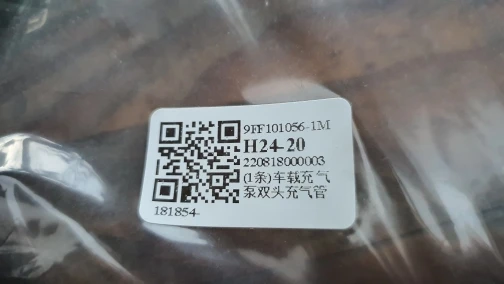 9FF101056-1M
H24-20
220818000003
(1条)车载充气
泵双头充气管
181854-